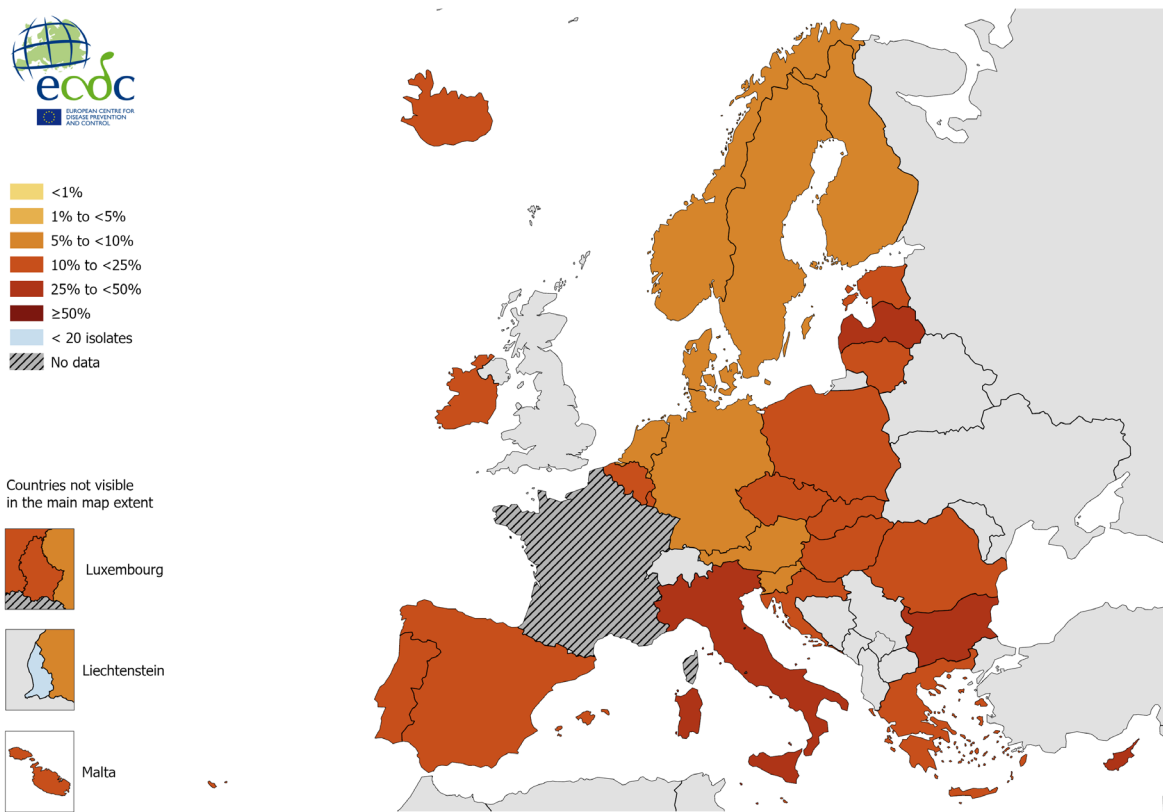 ecdc
EUROPEAN CENTRE FOR
DISEASE PREVENTION
AND CONTROL
<1%
1% to <5%
5% to <10%
10% to <25%
25% to <50%
≥50%
< 20 isolates
No data
Countries not visible
in the main map extent
Luxembourg
Liechtenstein
Malta